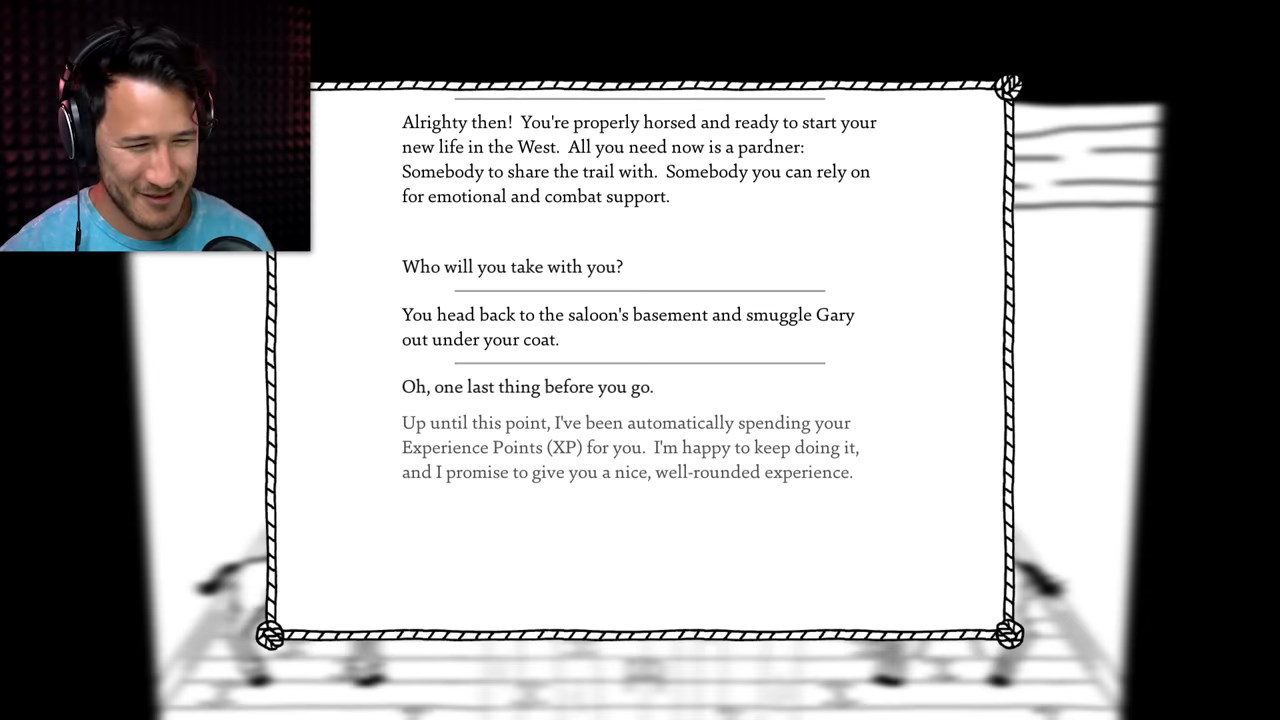 Alrighty then! You're properly horsed and ready to start your
new life in the West. All you need now is a pardner:
Somebody to share the trail with. Somebody you can rely on
for emotional and combat support.
Who will you take with you?
You head back to the saloon's basement and smuggle Gary
out under your coat.
Oh, one last thing before you go.
Up until this point, I've been automatically spending your
Experience Points (XP) for you. I'm happy to keep doing it,
and I promise to give you a nice, well-rounded experience.